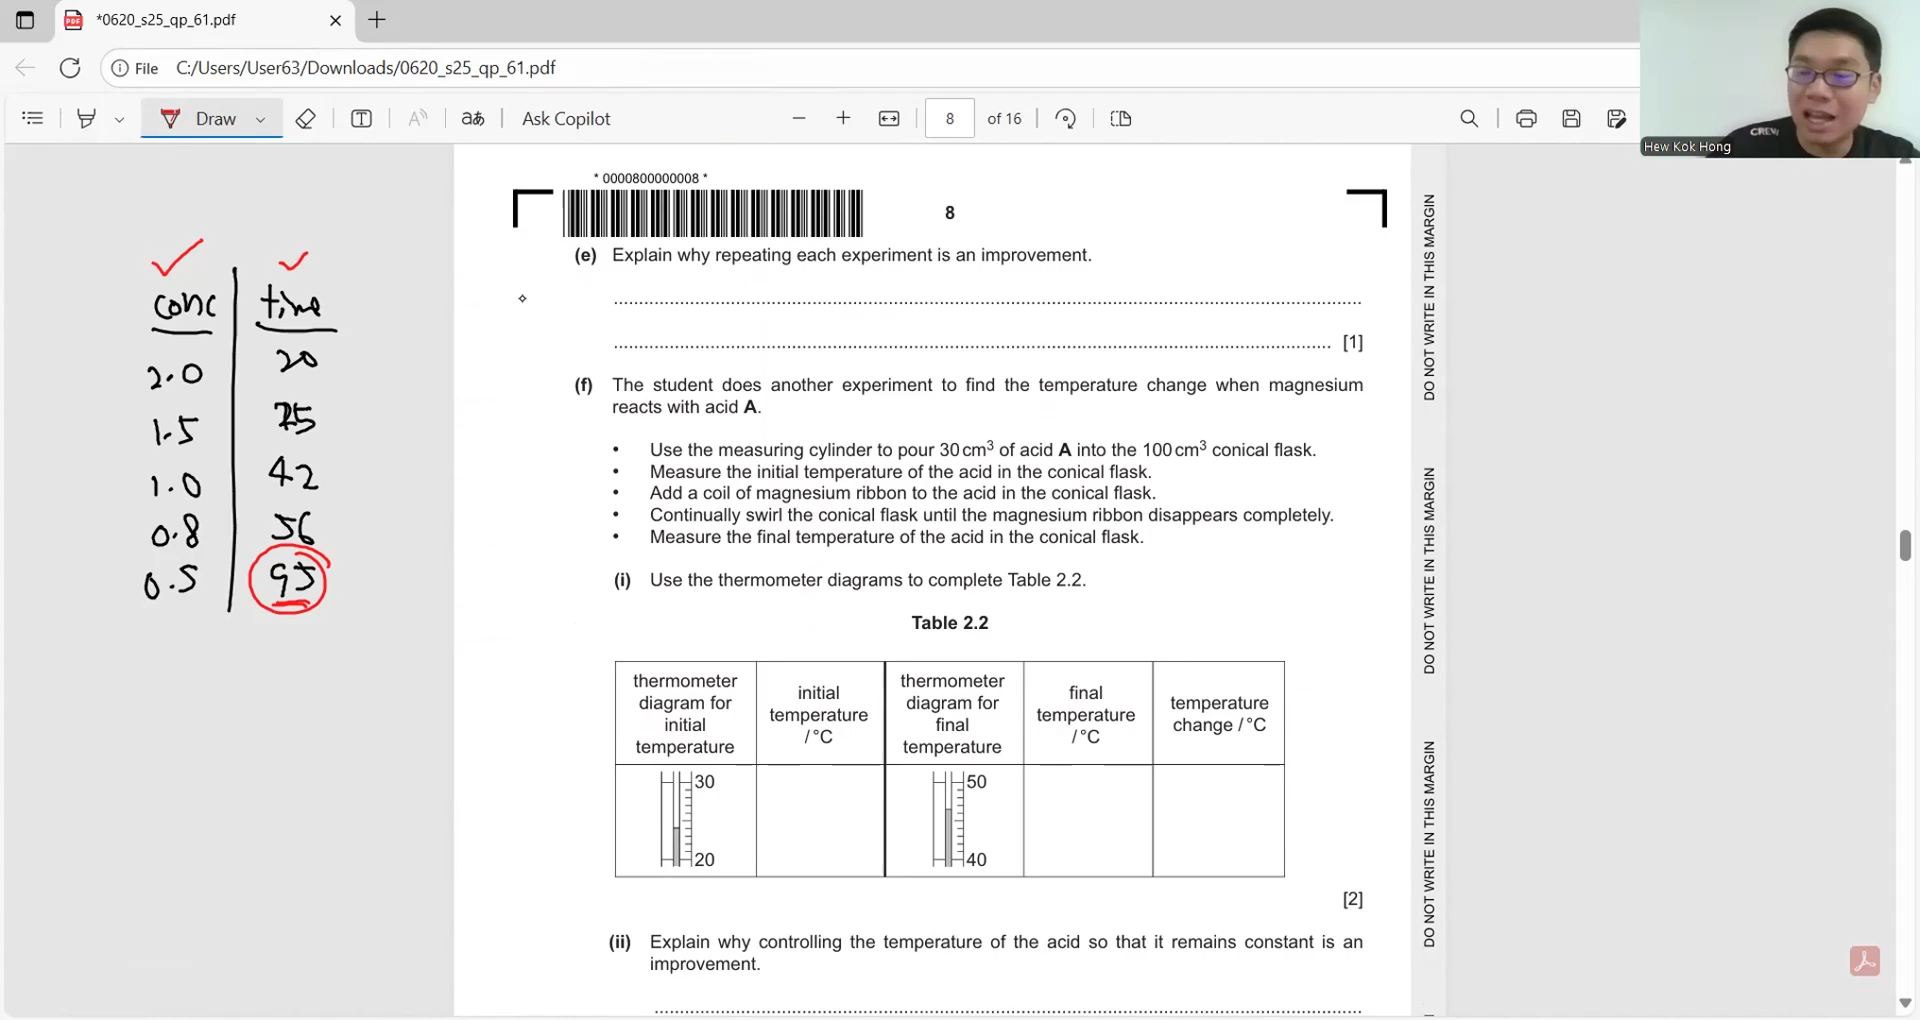 *0620_s25_qp_61.pdf
File C:/Users/User63/Downloads/0620_s25_qp_61.pdf
Draw
Ask Copilot
8 of 16
CREW
Hew Kok Hong
* 0000800000008 *
8
DO NOT WRITE IN THIS MARGIN
DO NOT WRITE IN THIS MARGIN
DO NOT WRITE IN THIS MARGIN
conc time
2.0 20
1.5 25
1.0 42
0.8 56
0.5 95
(e) Explain why repeating each experiment is an improvement.
[1]
(f) The student does another experiment to find the temperature change when magnesium
reacts with acid A.
• Use the measuring cylinder to pour 30 cm³ of acid A into the 100 cm³ conical flask.
• Measure the initial temperature of the acid in the conical flask.
• Add a coil of magnesium ribbon to the acid in the conical flask.
• Continually swirl the conical flask until the magnesium ribbon disappears completely.
• Measure the final temperature of the acid in the conical flask.
(i) Use the thermometer diagrams to complete Table 2.2.
Table 2.2
thermometer
diagram for
initial
temperature
initial
temperature
/ °C
thermometer
diagram for
final
temperature
final
temperature
/ °C
temperature
change / °C
30
20
50
40
[2]
(ii) Explain why controlling the temperature of the acid so that it remains constant is an
improvement.